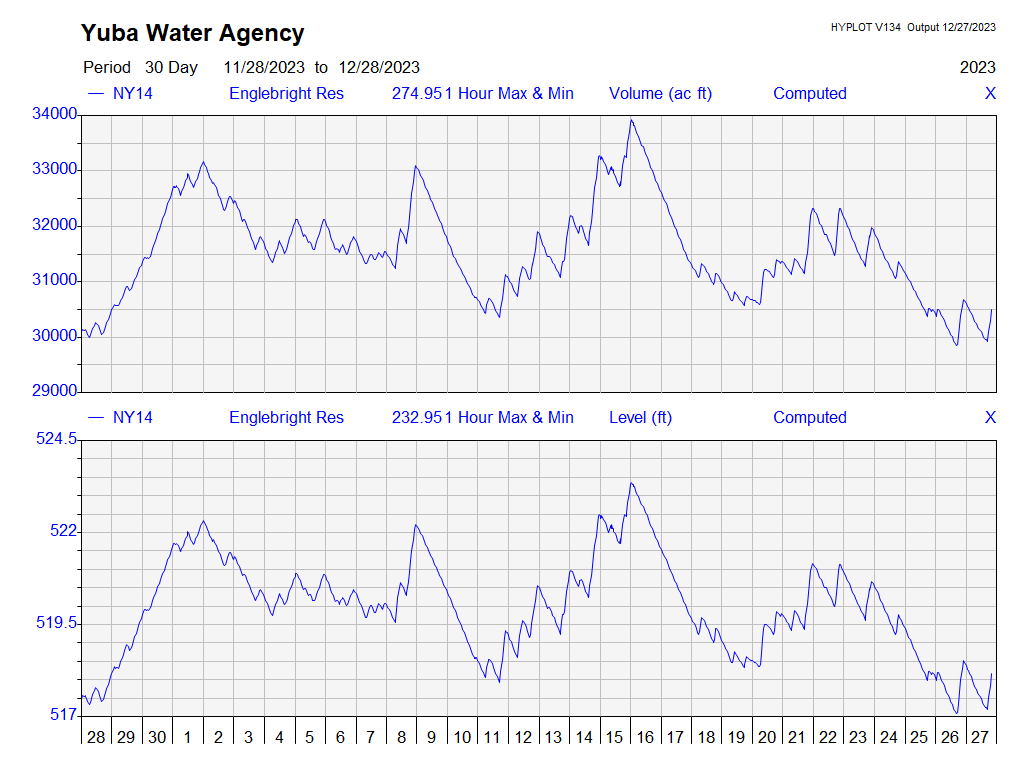 Yuba Water Agency
HYPLOT V134 Output 12/27/2023
Period 30 Day 11/28/2023 to 12/28/2023 2023
NY14 Englebright Res 274.951 Hour Max & Min Volume (ac ft) Computed X
34000
33000
32000
31000
30000
29000
NY14 Englebright Res 232.951 Hour Max & Min Level (ft) Computed X
524.5
522
519.5
517
28 29 30 1 2 3 4 5 6 7 8 9 10 11 12 13 14 15 16 17 18 19 20 21 22 23 24 25 26 27